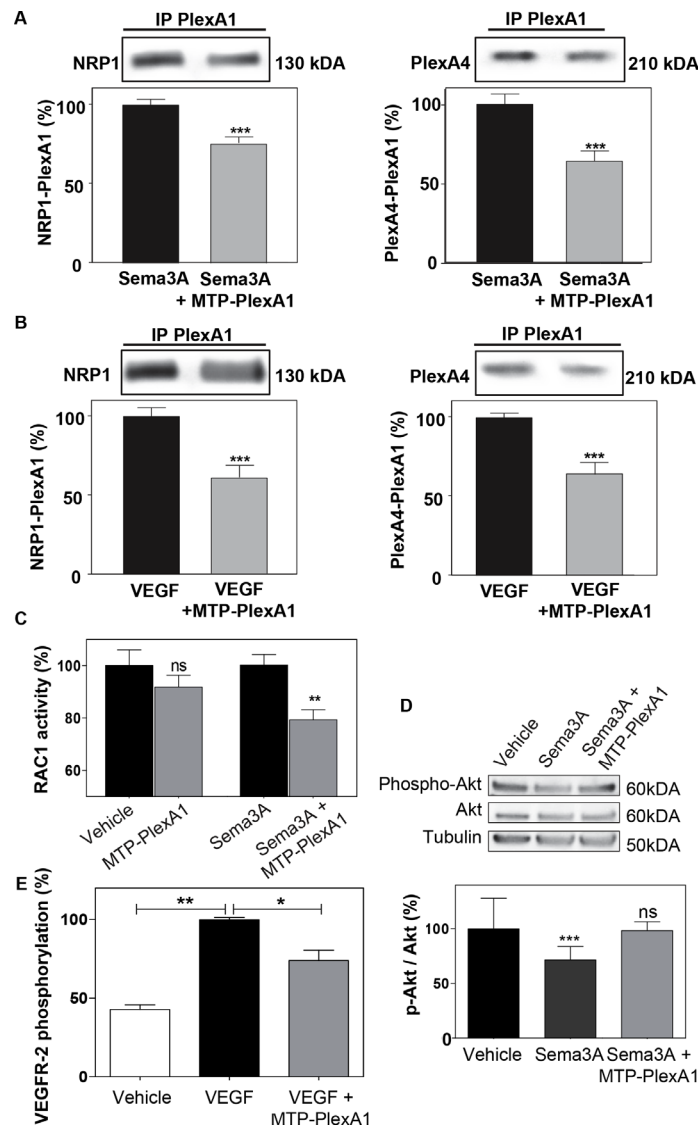 A
IP PlexA1
NRP1
130 kDA
NRP1-PlexA1 (%)
100
***
50
0
Sema3A
Sema3A
+ MTP-PlexA1
IP PlexA1
PlexA4
210 kDA
PlexA4-PlexA1 (%)
100
***
50
0
Sema3A
Sema3A
+ MTP-PlexA1
B
IP PlexA1
NRP1
130 kDA
NRP1-PlexA1 (%)
100
***
50
0
VEGF
VEGF
+MTP-PlexA1
IP PlexA1
PlexA4
210 kDA
PlexA4-PlexA1 (%)
100
***
50
0
VEGF
VEGF
+MTP-PlexA1
C
RAC1 activity (%)
100
80
60
ns
**
Vehicle
MTP-PlexA1
Sema3A
Sema3A +
MTP-PlexA1
D
Vehicle
Sema3A
Sema3A +
MTP-PlexA1
Phospho-Akt
60kDA
Akt
60kDA
Tubulin
50kDA
p-Akt / Akt (%)
100
50
0
***
ns
Vehicle
Sema3A
Sema3A +
MTP-PlexA1
E
VEGFR-2 phosphorylation (%)
100
50
0
**
*
Vehicle
VEGF
VEGF +
MTP-PlexA1